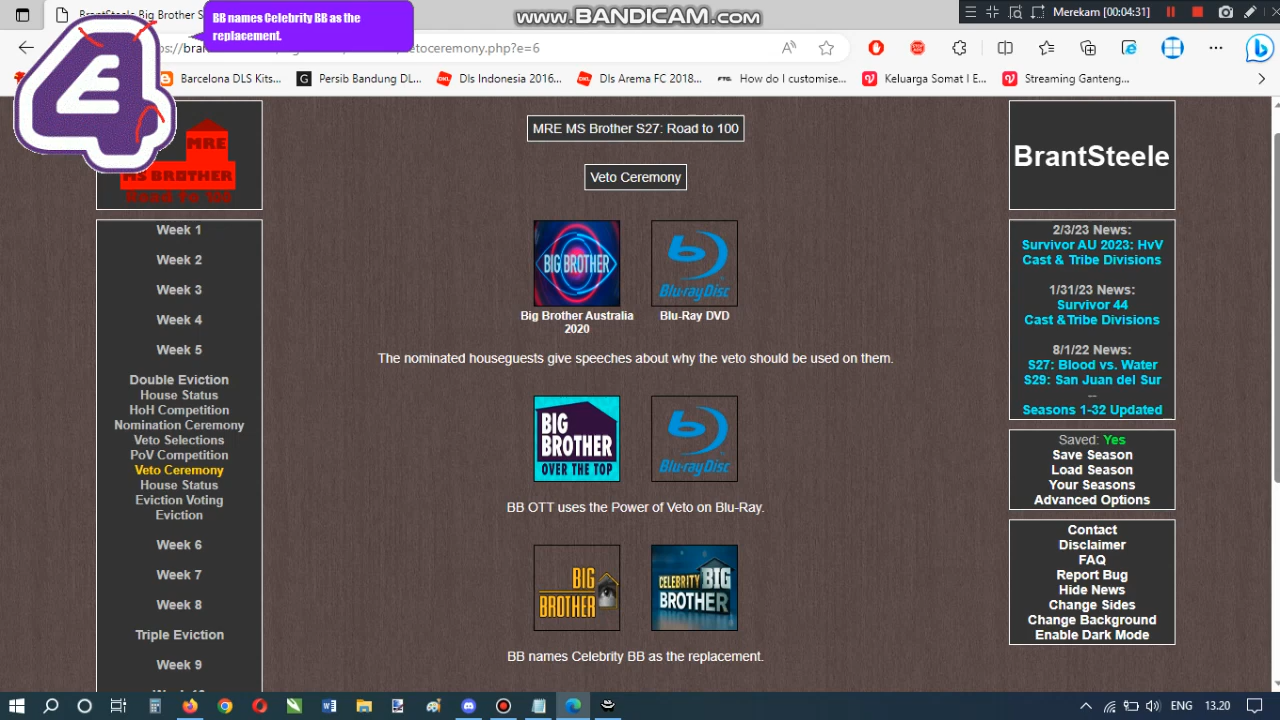 BB names Celebrity BB as the
replacement.
www.BANDICAM.com
Merekam [00:04:31]
etoceremony.php?e=6
Barcelona DLS Kits...
Persib Bandung DL...
Dls Indonesia 2016...
Dls Arema FC 2018...
How do I customise...
Keluarga Somat I E...
Streaming Ganteng...
MRE
MS BROTHER
Road To 100
MRE MS Brother S27: Road to 100
Veto Ceremony
BrantSteele
Week 1
Week 2
Week 3
Week 4
Week 5
Double Eviction
House Status
HoH Competition
Nomination Ceremony
Veto Selections
PoV Competition
Veto Ceremony
House Status
Eviction Voting
Eviction
Week 6
Week 7
Week 8
Triple Eviction
Week 9
BIG BROTHER
Blu-ray Disc
Big Brother Australia
2020
Blu-Ray DVD
The nominated houseguests give speeches about why the veto should be used on them.
BIG
BROTHER
OVER THE TOP
Blu-ray Disc
BB OTT uses the Power of Veto on Blu-Ray.
BIG
BROTHER
CELEBRITY BIG
BROTHER
BB names Celebrity BB as the replacement.
2/3/23 News:
Survivor AU 2023: HvV
Cast & Tribe Divisions
1/31/23 News:
Survivor 44
Cast &Tribe Divisions
8/1/22 News:
S27: Blood vs. Water
S29: San Juan del Sur
--
Seasons 1-32 Updated
Saved: Yes
Save Season
Load Season
Your Seasons
Advanced Options
Contact
Disclaimer
FAQ
Report Bug
Hide News
Change Sides
Change Background
Enable Dark Mode
ENG
13.20